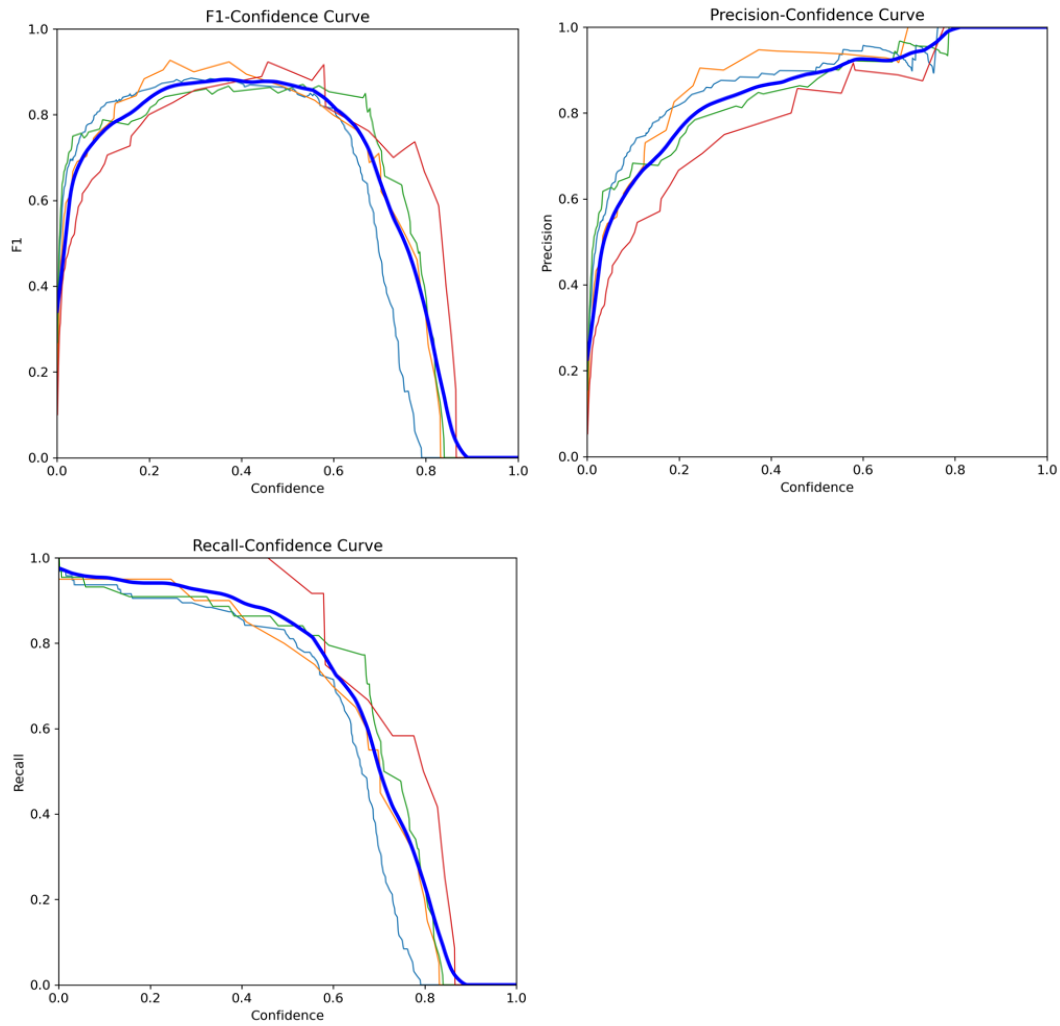 F1-Confidence Curve
1.0
0.8
0.6
0.4
0.2
0.0
F1
0.0 0.2 0.4 0.6 0.8 1.0
Confidence
Precision-Confidence Curve
1.0
0.8
0.6
0.4
0.2
0.0
Precision
0.0 0.2 0.4 0.6 0.8 1.0
Confidence
Recall-Confidence Curve
1.0
0.8
0.6
0.4
0.2
0.0
Recall
0.0 0.2 0.4 0.6 0.8 1.0
Confidence